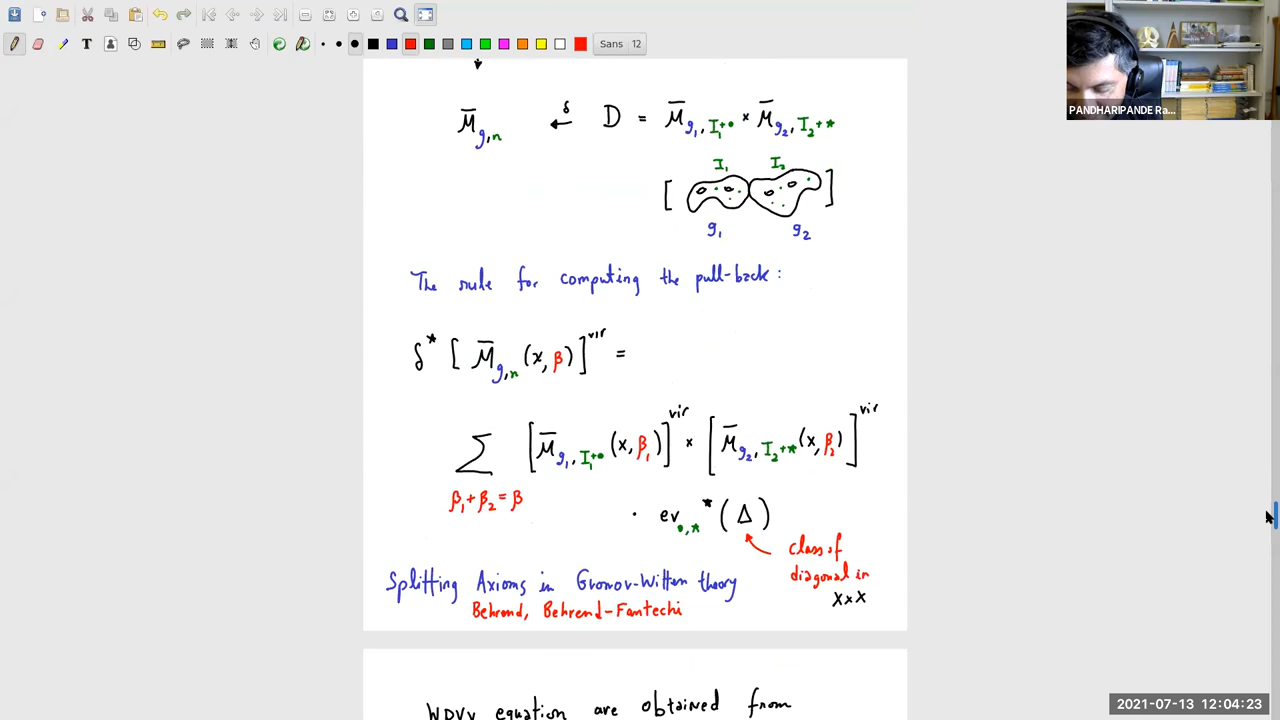 Sans 12
PANDHARIPANDE Ra...
M̄_{g,n} ←^δ D = M̄_{g₁, I₁+•} × M̄_{g₂, I₂+★}
I₁ I₂
[ ]
g₁ g₂
The rule for computing the pull-back :
δ^★ [ M̄_{g,n} (X, β) ]^{vir} =
∑_{β₁+β₂=β} [ M̄_{g₁, I₁+•} (X, β₁) ]^{vir} × [ M̄_{g₂, I₂+★} (X, β₂) ]^{vir}
· ev_{•,★}^★ ( Δ )
class of
diagonal in
X×X
Splitting Axioms in Gromov-Witten theory
Behrend, Behrend-Fantechi
WDVV equation are obtained from
2021-07-13 12:04:23